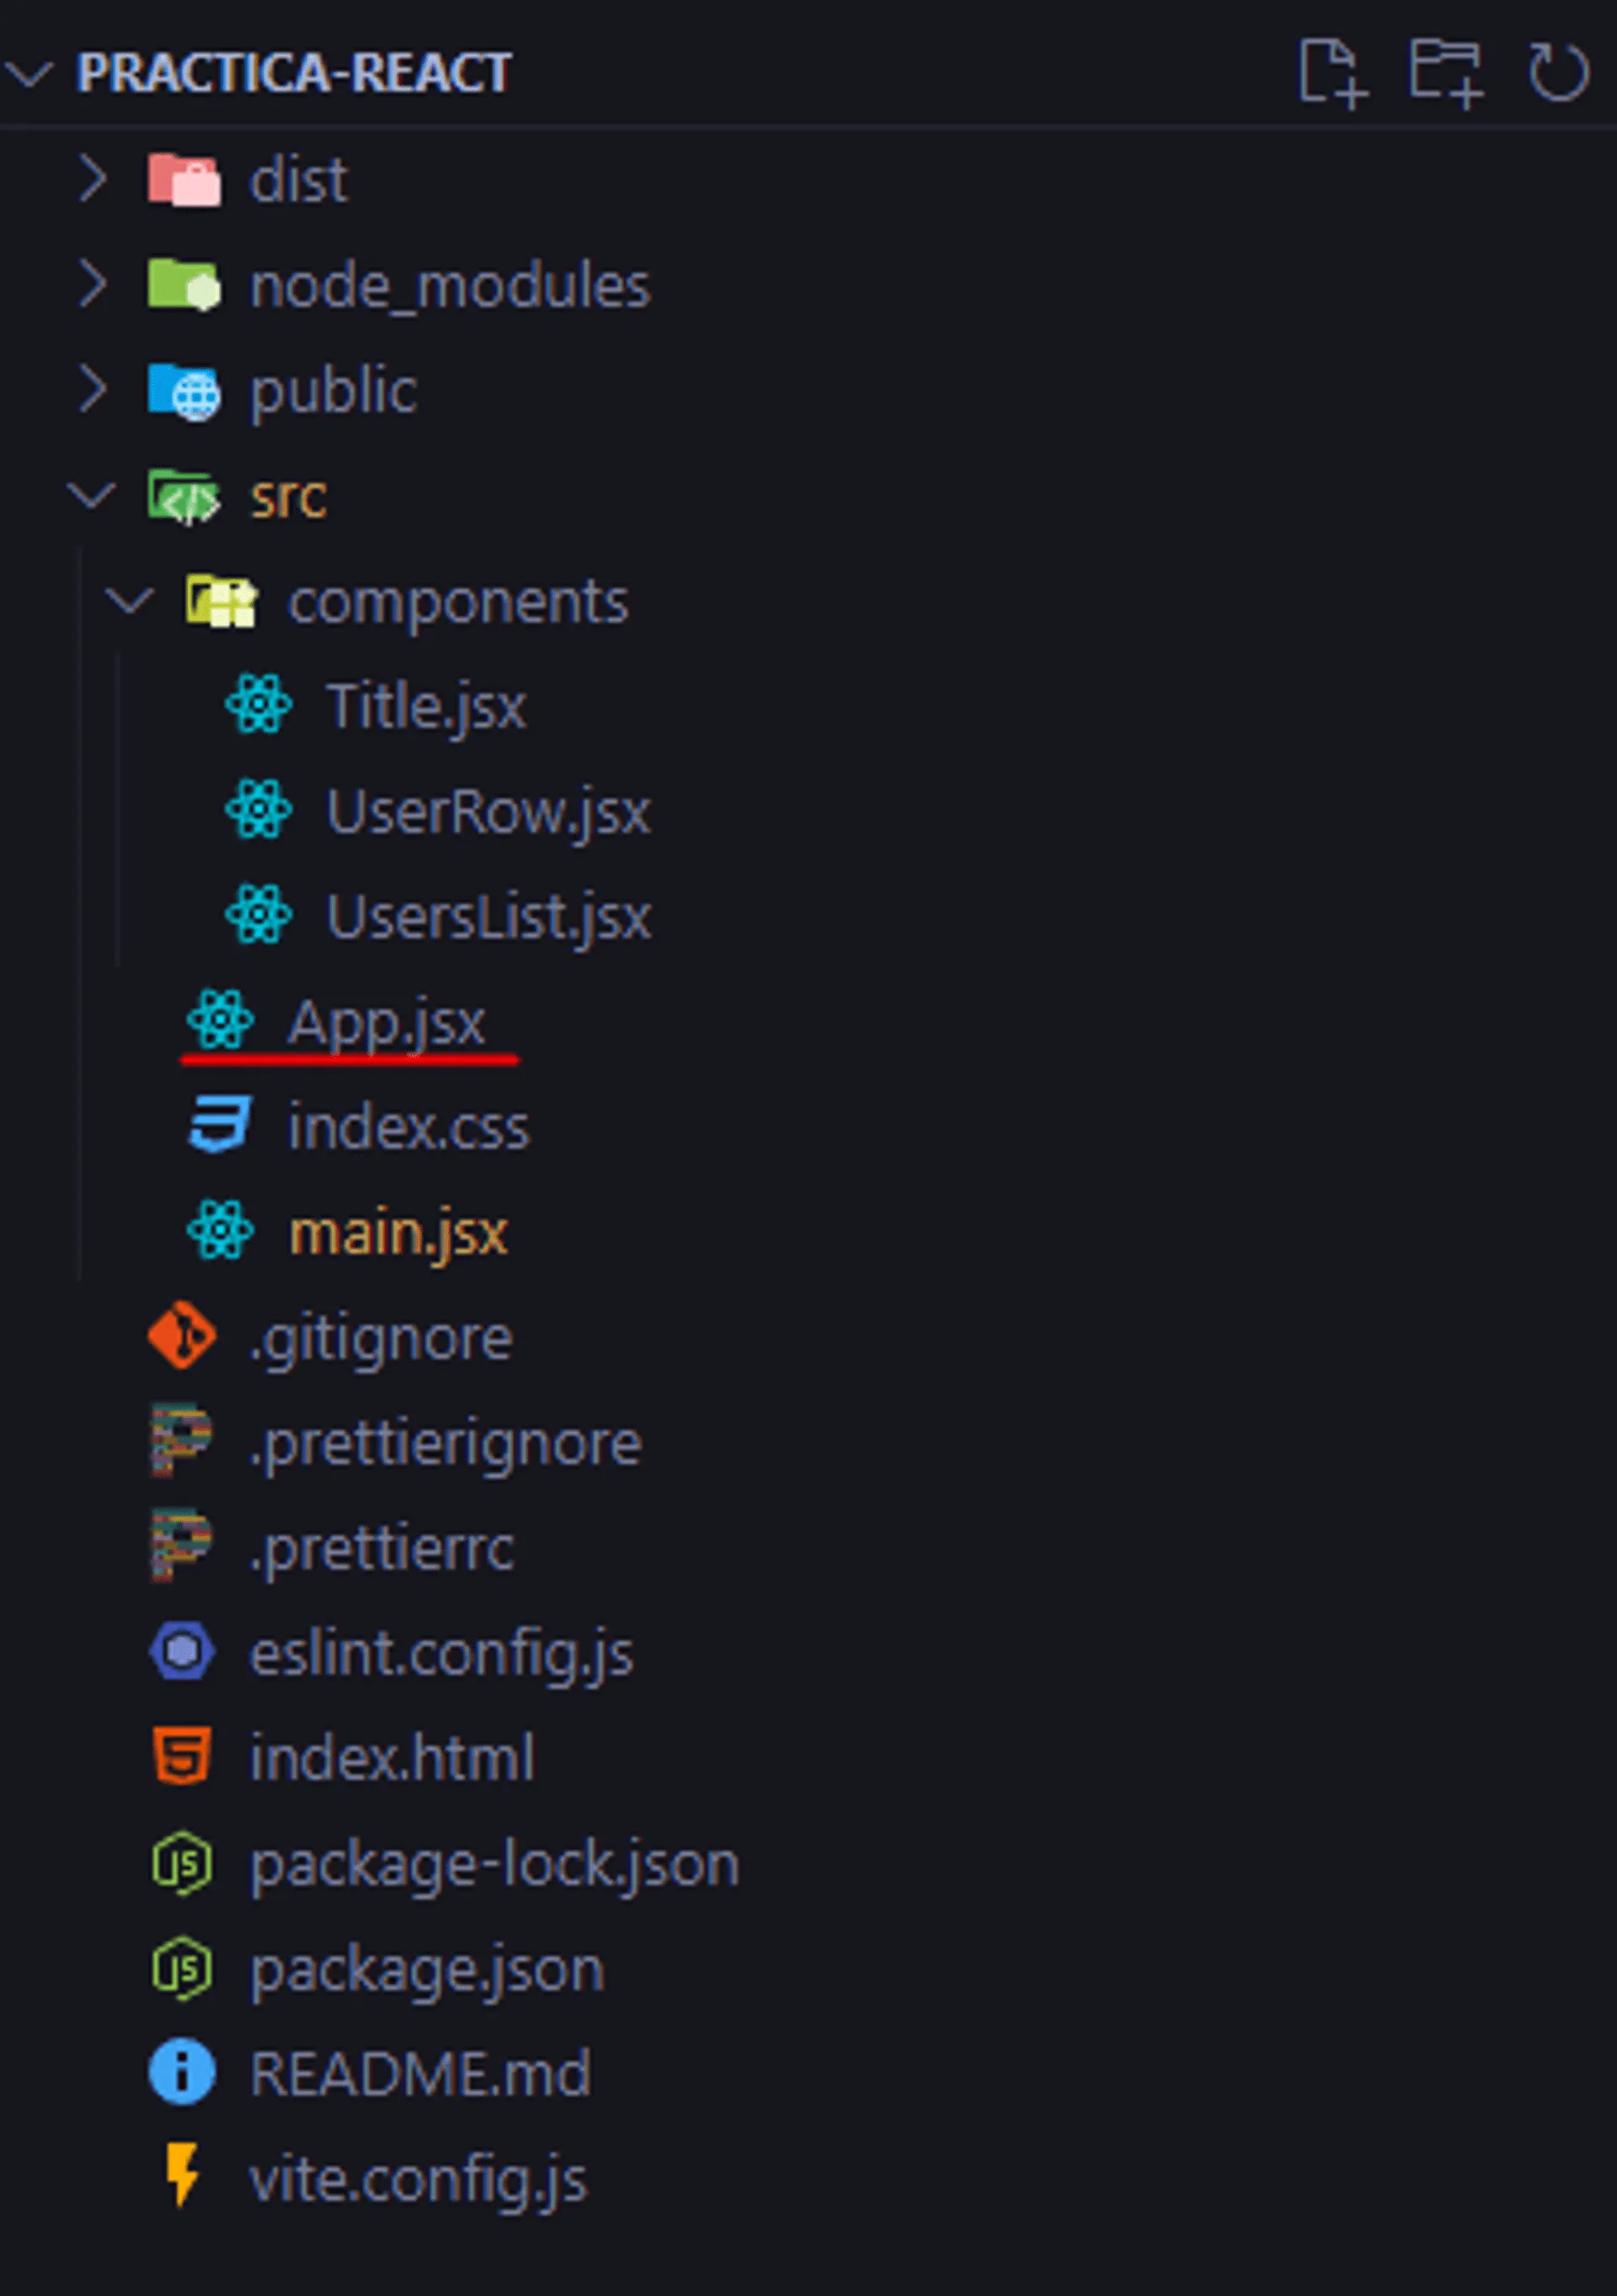 PRACTICA-REACT
dist
node_modules
public
src
components
Title.jsx
UserRow.jsx
UsersList.jsx
App.jsx
index.css
main.jsx
.gitignore
.prettierignore
.prettierrc
eslint.config.js
index.html
package-lock.json
package.json
README.md
vite.config.js